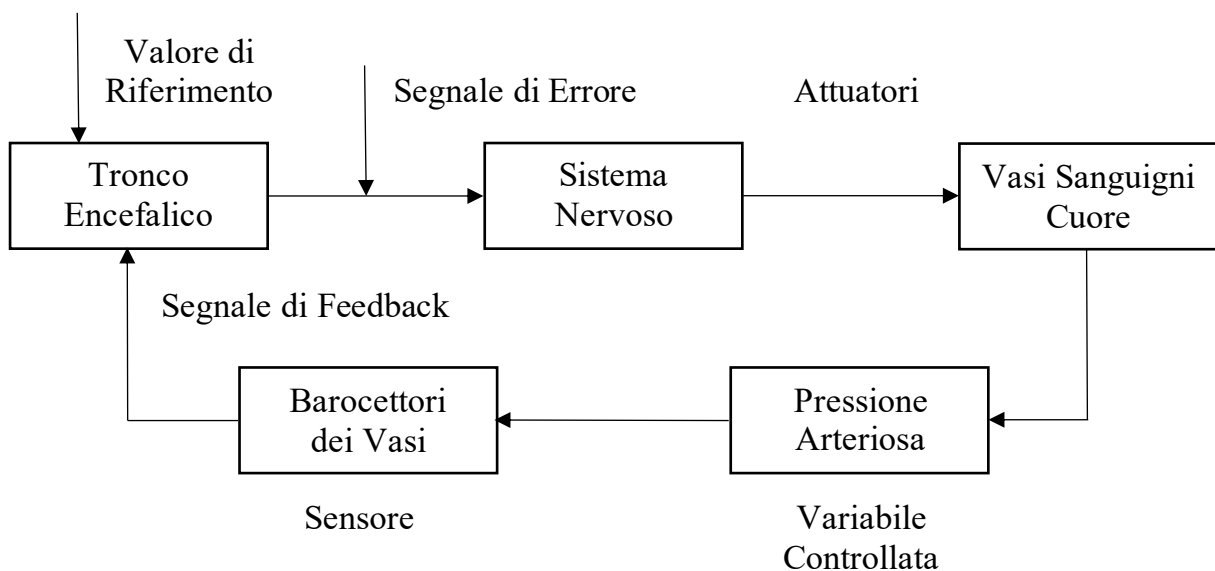 Valore di
Riferimento
Segnale di Errore
Attuatori
Tronco
Encefalico
Sistema
Nervoso
Vasi Sanguigni
Cuore
Segnale di Feedback
Barocettori
dei Vasi
Pressione
Arteriosa
Sensore
Variabile
Controllata